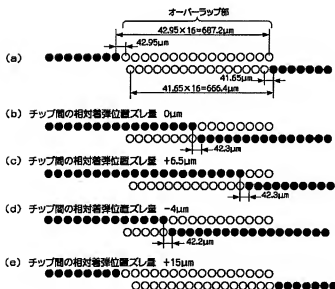 オーバーラップ部
42.95×16=687.2μm
(a)
42.95μm
41.65μm
41.65×16=666.4μm
(b) チップ間の相対着弾位置ズレ量 0μm
42.3μm
(c) チップ間の相対着弾位置ズレ量 +6.5μm
42.3μm
(d) チップ間の相対着弾位置ズレ量 -4μm
42.2μm
(e) チップ間の相対着弾位置ズレ量 +15μm